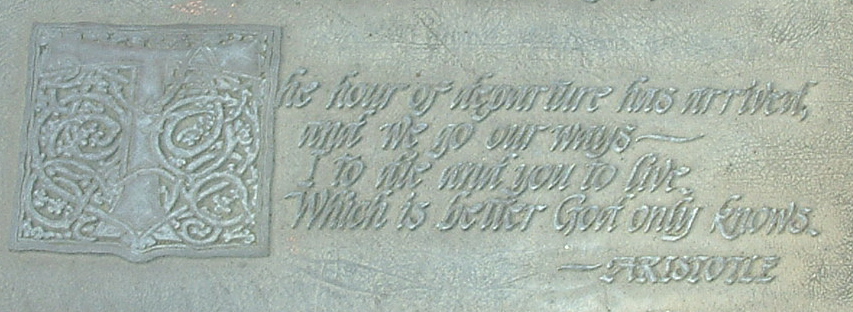 The hour of departure has arrived,
and we go our ways—
I to die and you to live.
Which is better God only knows.
—ARISTOTLE